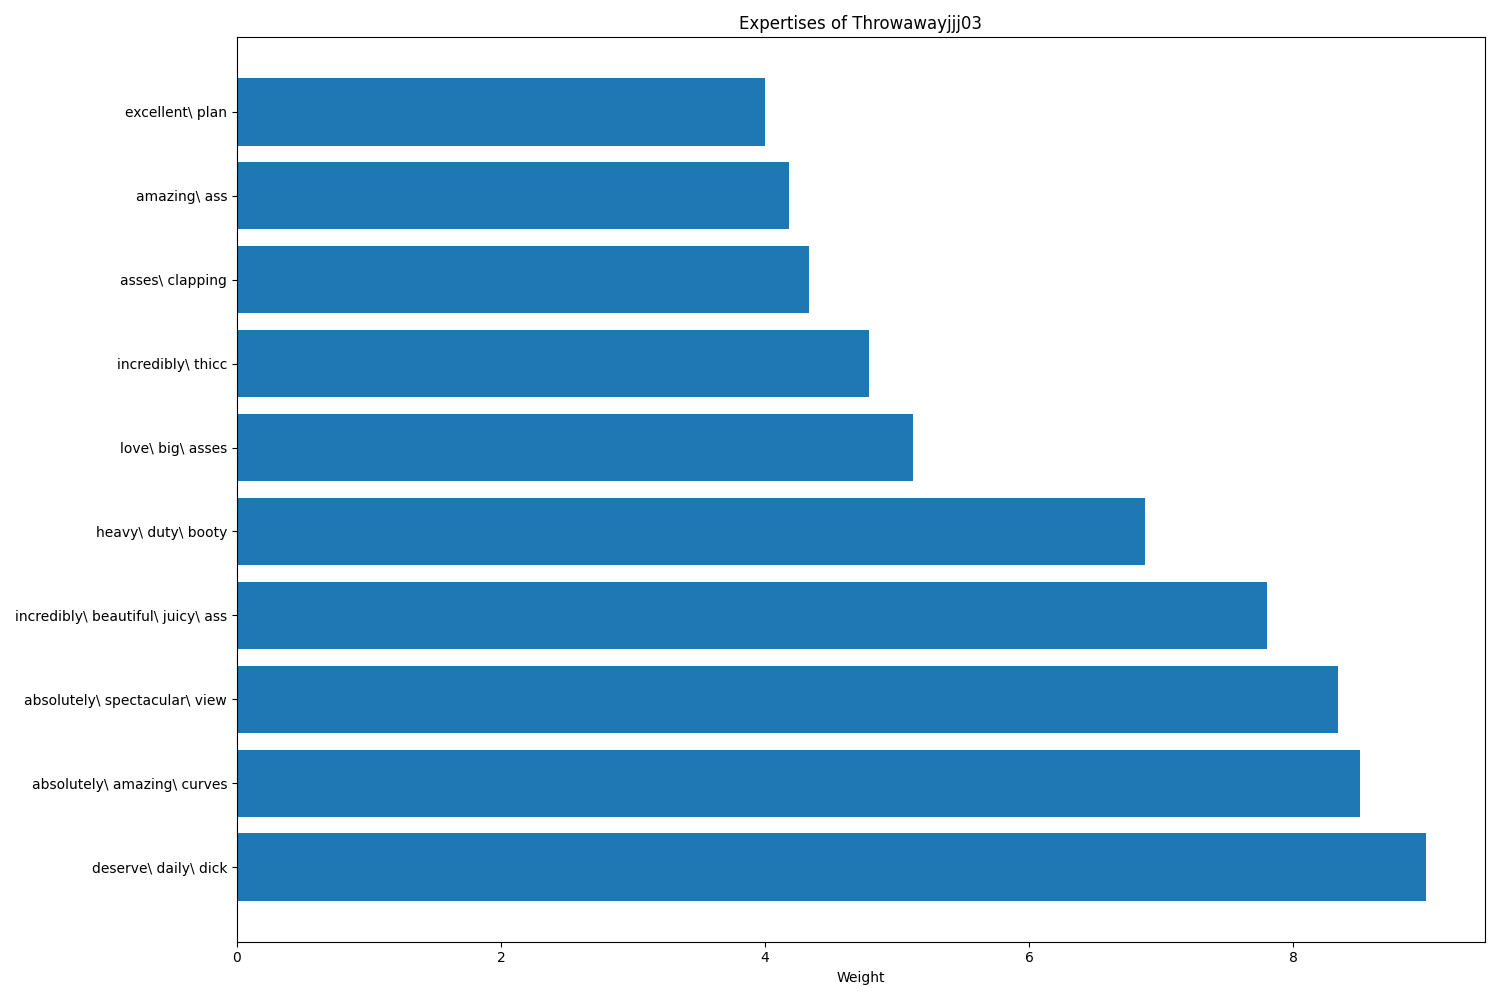 Expertises of Throwawayjjj03
excellent\ plan
amazing\ ass
asses\ clapping
incredibly\ thicc
love\ big\ asses
heavy\ duty\ booty
incredibly\ beautiful\ juicy\ ass
absolutely\ spectacular\ view
absolutely\ amazing\ curves
deserve\ daily\ dick
0 2 4 6 8
Weight